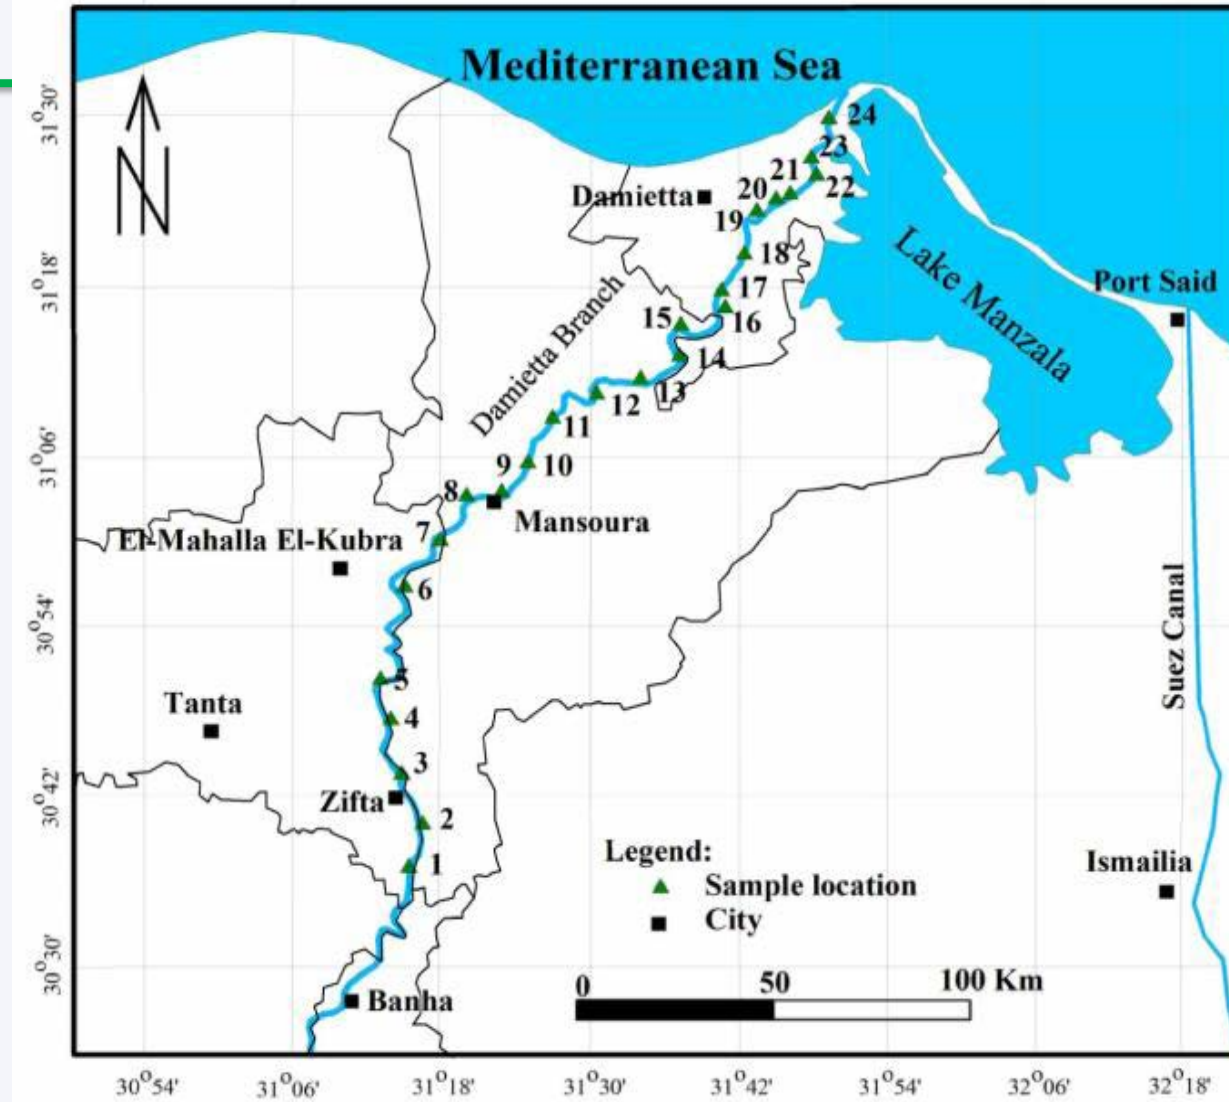 Mediterranean Sea
N
31°30'
31°18'
31°06'
30°54'
30°42'
30°30'
24
23
21
22
20
19
Damietta
18
Lake Manzala
17
Port Said
16
15
Damietta Branch
14
13
12
11
10
9
8
Mansoura
7
El-Mahalla El-Kubra
6
Suez Canal
5
Tanta
4
3
Zifta
2
1
Legend:
Sample location
City
Ismailia
Banha
0 50 100 Km
30°54' 31°06' 31°18' 31°30' 31°42' 31°54' 32°06' 32°18'